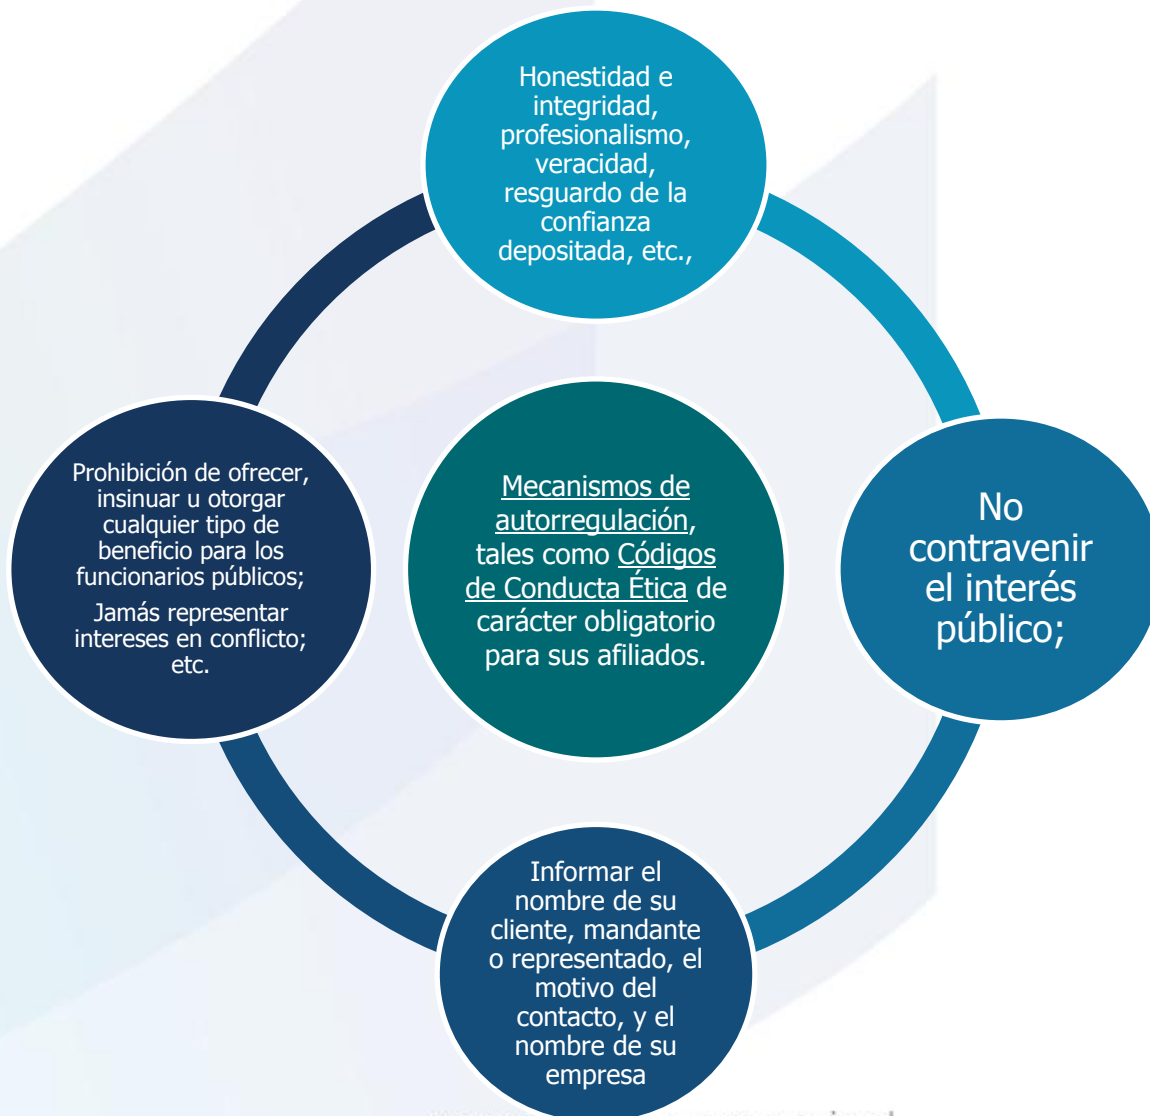 Honestidad e
integridad,
profesionalismo,
veracidad,
resguardo de la
confianza
depositada, etc.,
Prohibición de ofrecer,
insinuar u otorgar
cualquier tipo de
beneficio para los
funcionarios públicos;
Jamás representar
intereses en conflicto;
etc.
Mecanismos de
autorregulación,
tales como Códigos
de Conducta Ética de
carácter obligatorio
para sus afiliados.
No
contravenir
el interés
público;
Informar el
nombre de su
cliente, mandante
o representado, el
motivo del
contacto, y el
nombre de su
empresa